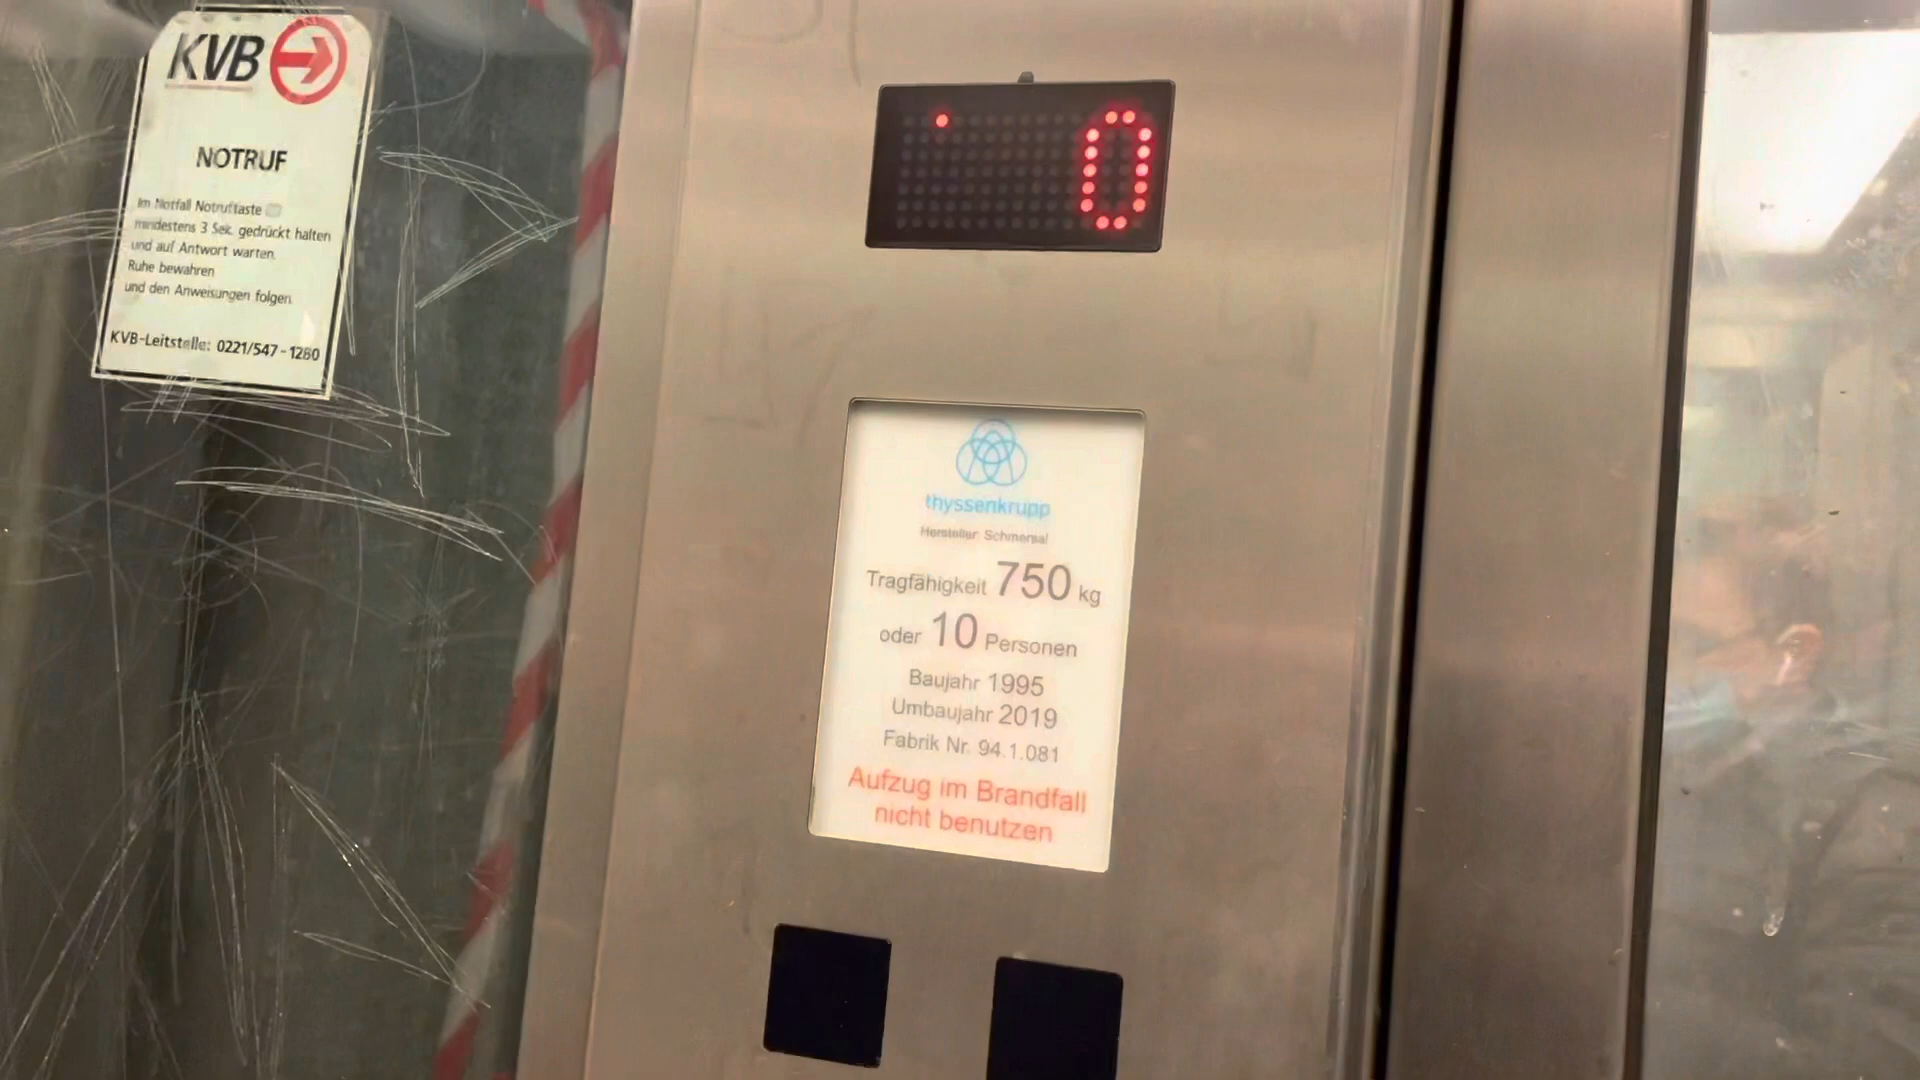 KVB
NOTRUF
Im Notfall Notruftaste
mindestens 3 Sek. gedrückt halten
und auf Antwort warten.
Ruhe bewahren
und den Anweisungen folgen.
KVB-Leitstelle: 0221/547-1280
0
thyssenkrupp
Hersteller: Schmersal
Tragfähigkeit 750 kg
oder 10 Personen
Baujahr 1995
Umbaujahr 2019
Fabrik Nr. 94.1.081
Aufzug im Brandfall
nicht benutzen